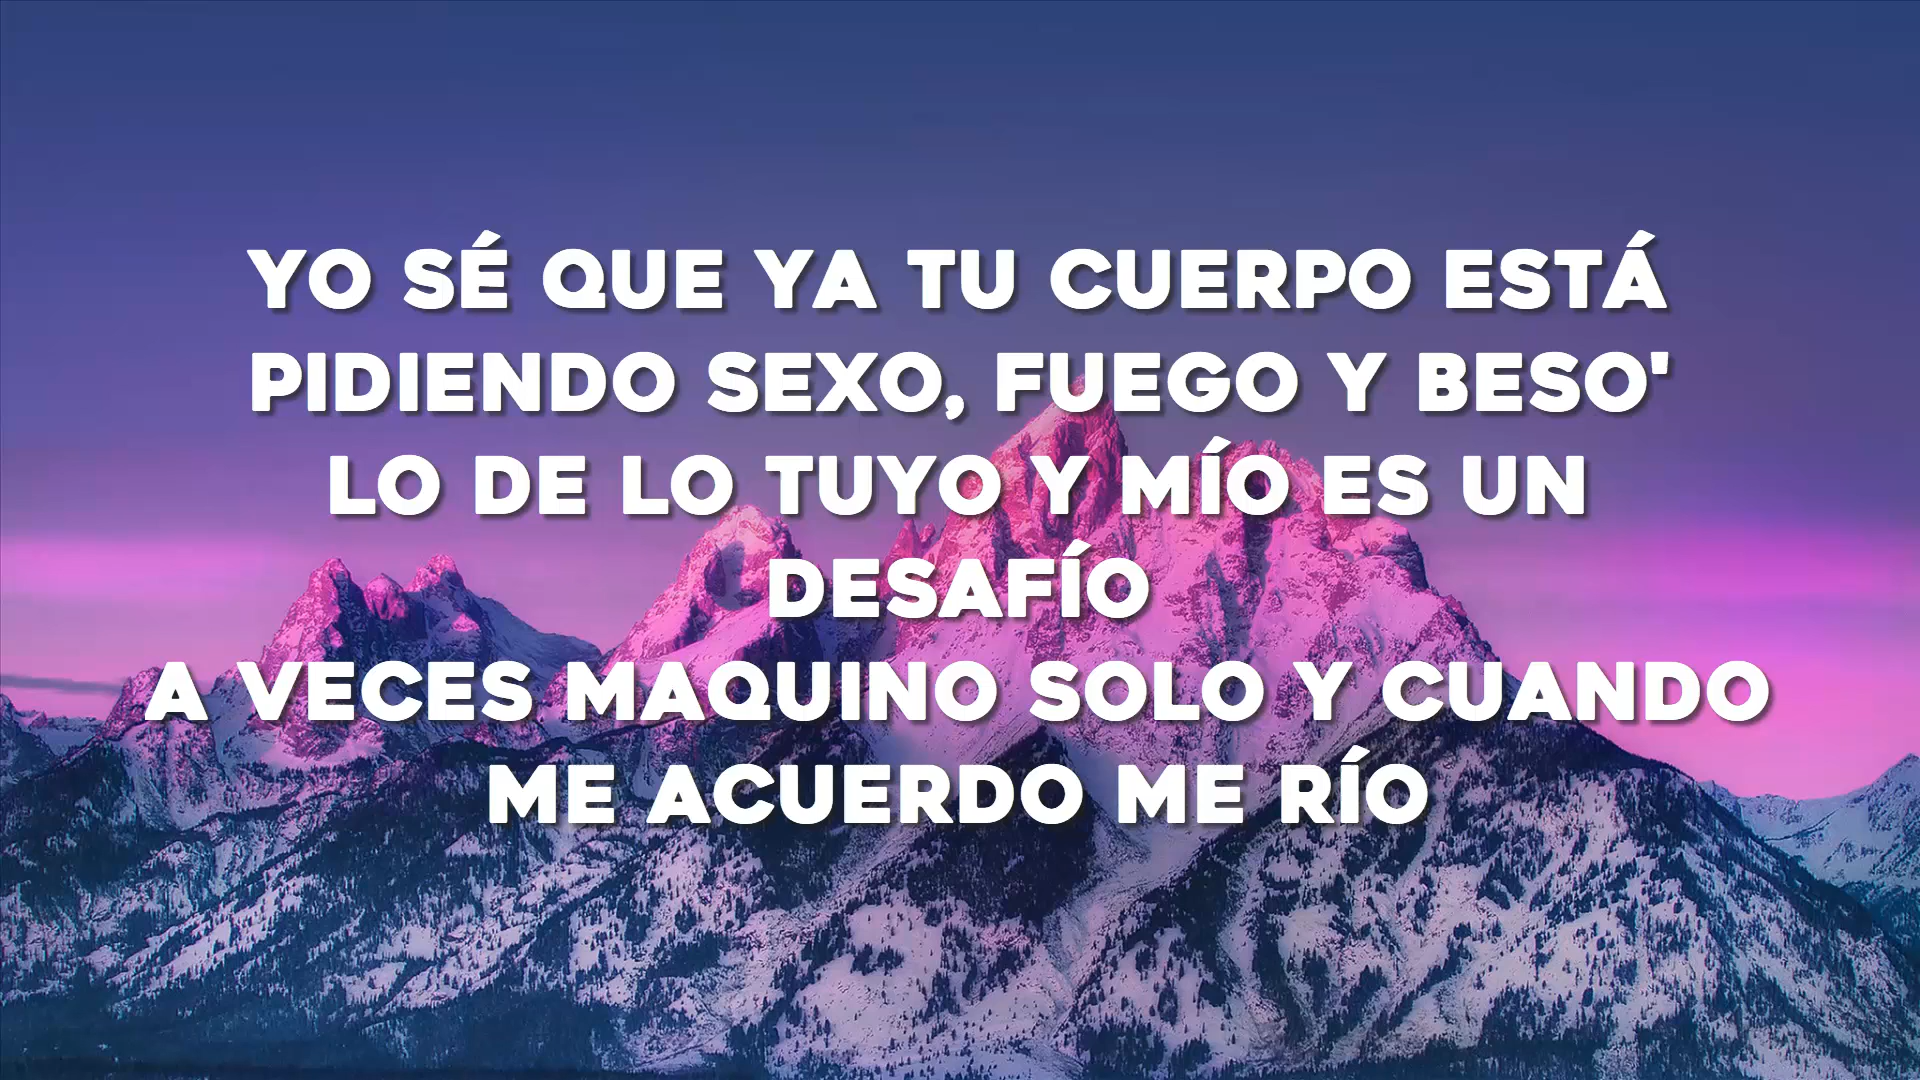 YO SÉ QUE YA TU CUERPO ESTÁ
PIDIENDO SEXO, FUEGO Y BESO'
LO DE LO TUYO Y MÍO ES UN
DESAFÍO
A VECES MAQUINO SOLO Y CUANDO
ME ACUERDO ME RÍO